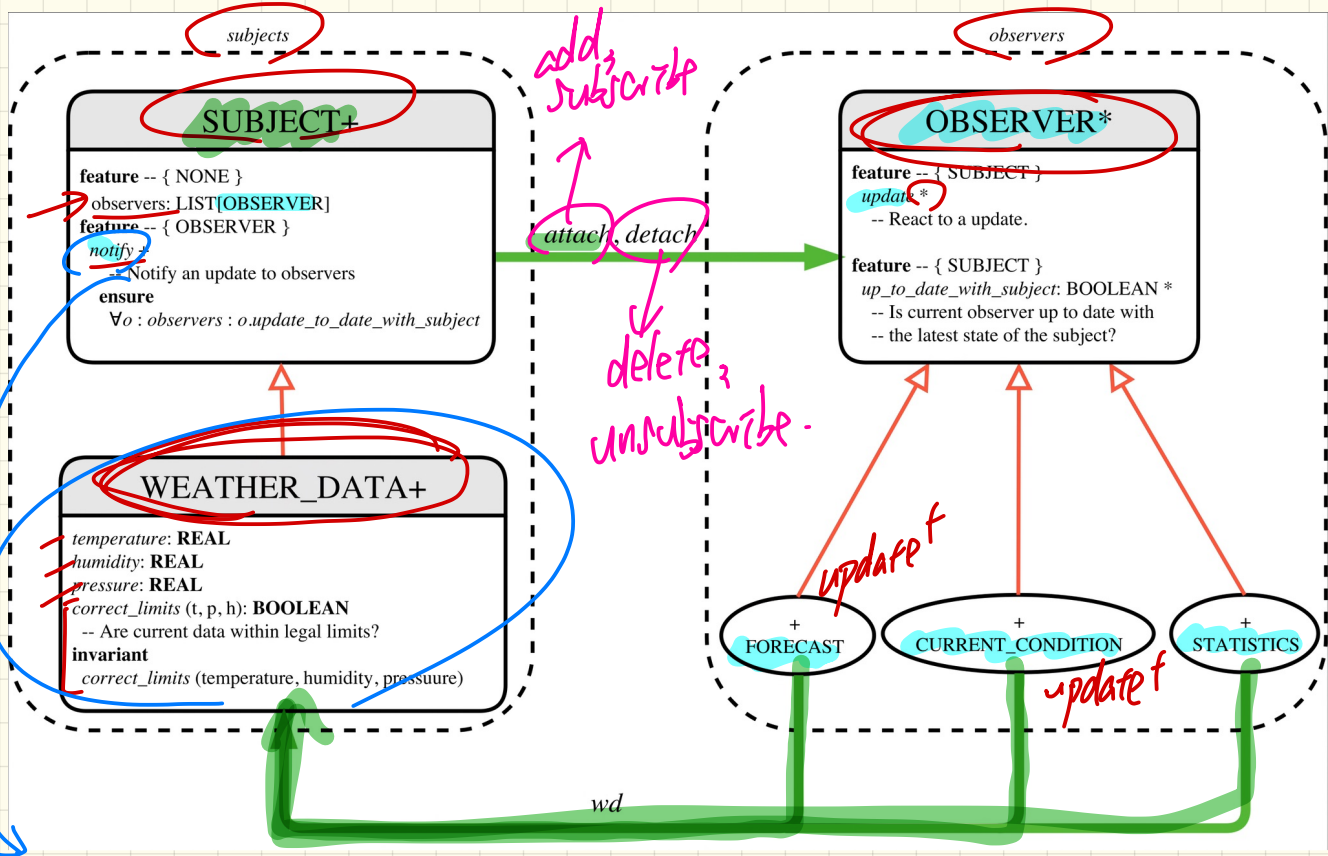 subjects
SUBJECT+
feature -- { NONE }
observers: LIST[OBSERVER]
feature -- { OBSERVER }
notify +
-- Notify an update to observers
ensure
∀o : observers : o.update_to_date_with_subject
WEATHER_DATA+
temperature: REAL
humidity: REAL
pressure: REAL
correct_limits (t, p, h): BOOLEAN
-- Are current data within legal limits?
invariant
correct_limits (temperature, humidity, pressuure)
add,
subscribe
attach, detach
delete,
unsubscribe.
observers
OBSERVER*
feature -- { SUBJECT }
update *
-- React to a update.
feature -- { SUBJECT }
up_to_date_with_subject: BOOLEAN *
-- Is current observer up to date with
-- the latest state of the subject?
update+
+
FORECAST
+
CURRENT_CONDITION
update+
+
STATISTICS
wd